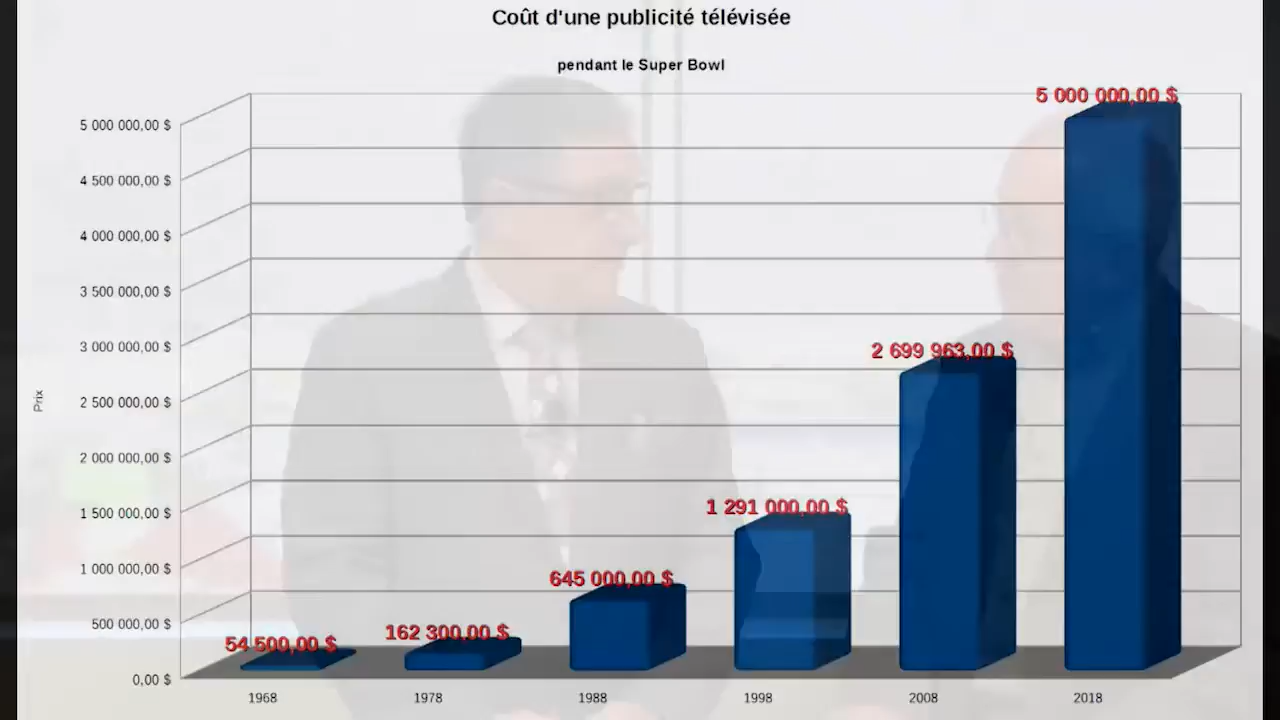 Coût d'une publicité télévisée
pendant le Super Bowl
5 000 000,00 $
5 000 000,00 $
4 500 000,00 $
4 000 000,00 $
3 500 000,00 $
3 000 000,00 $
2 699 963,00 $
Prix
2 500 000,00 $
2 000 000,00 $
1 500 000,00 $
1 291 000,00 $
1 000 000,00 $
645 000,00 $
500 000,00 $
162 300,00 $
54 500,00 $
0,00 $
1968 1978 1988 1998 2008 2018